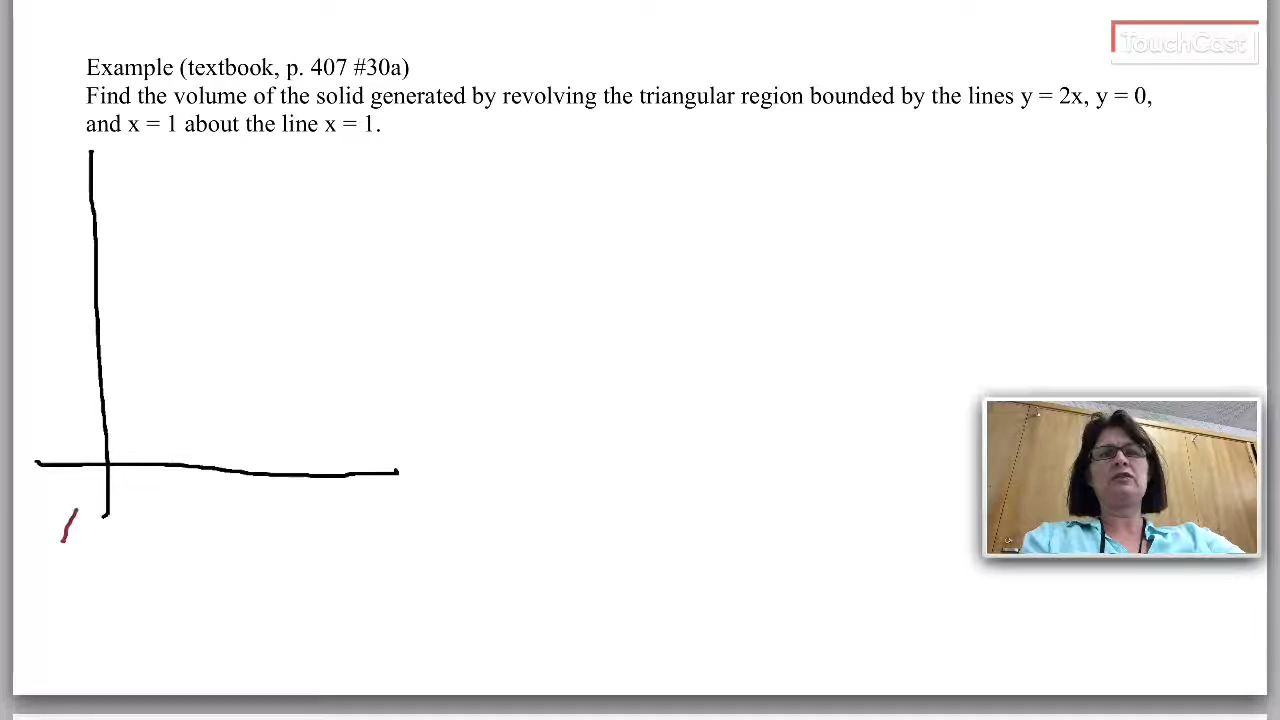 TouchCast
Example (textbook, p. 407 #30a)
Find the volume of the solid generated by revolving the triangular region bounded by the lines y = 2x, y = 0,
and x = 1 about the line x = 1.